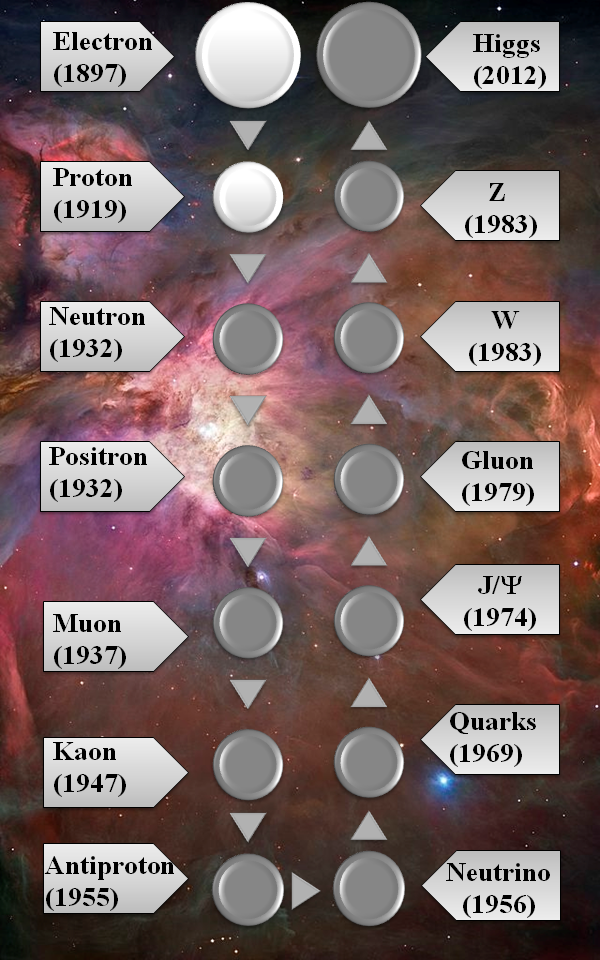 Electron
(1897)
Higgs
(2012)
Proton
(1919)
Z
(1983)
Neutron
(1932)
W
(1983)
Positron
(1932)
Gluon
(1979)
Muon
(1937)
J/Ψ
(1974)
Kaon
(1947)
Quarks
(1969)
Antiproton
(1955)
Neutrino
(1956)